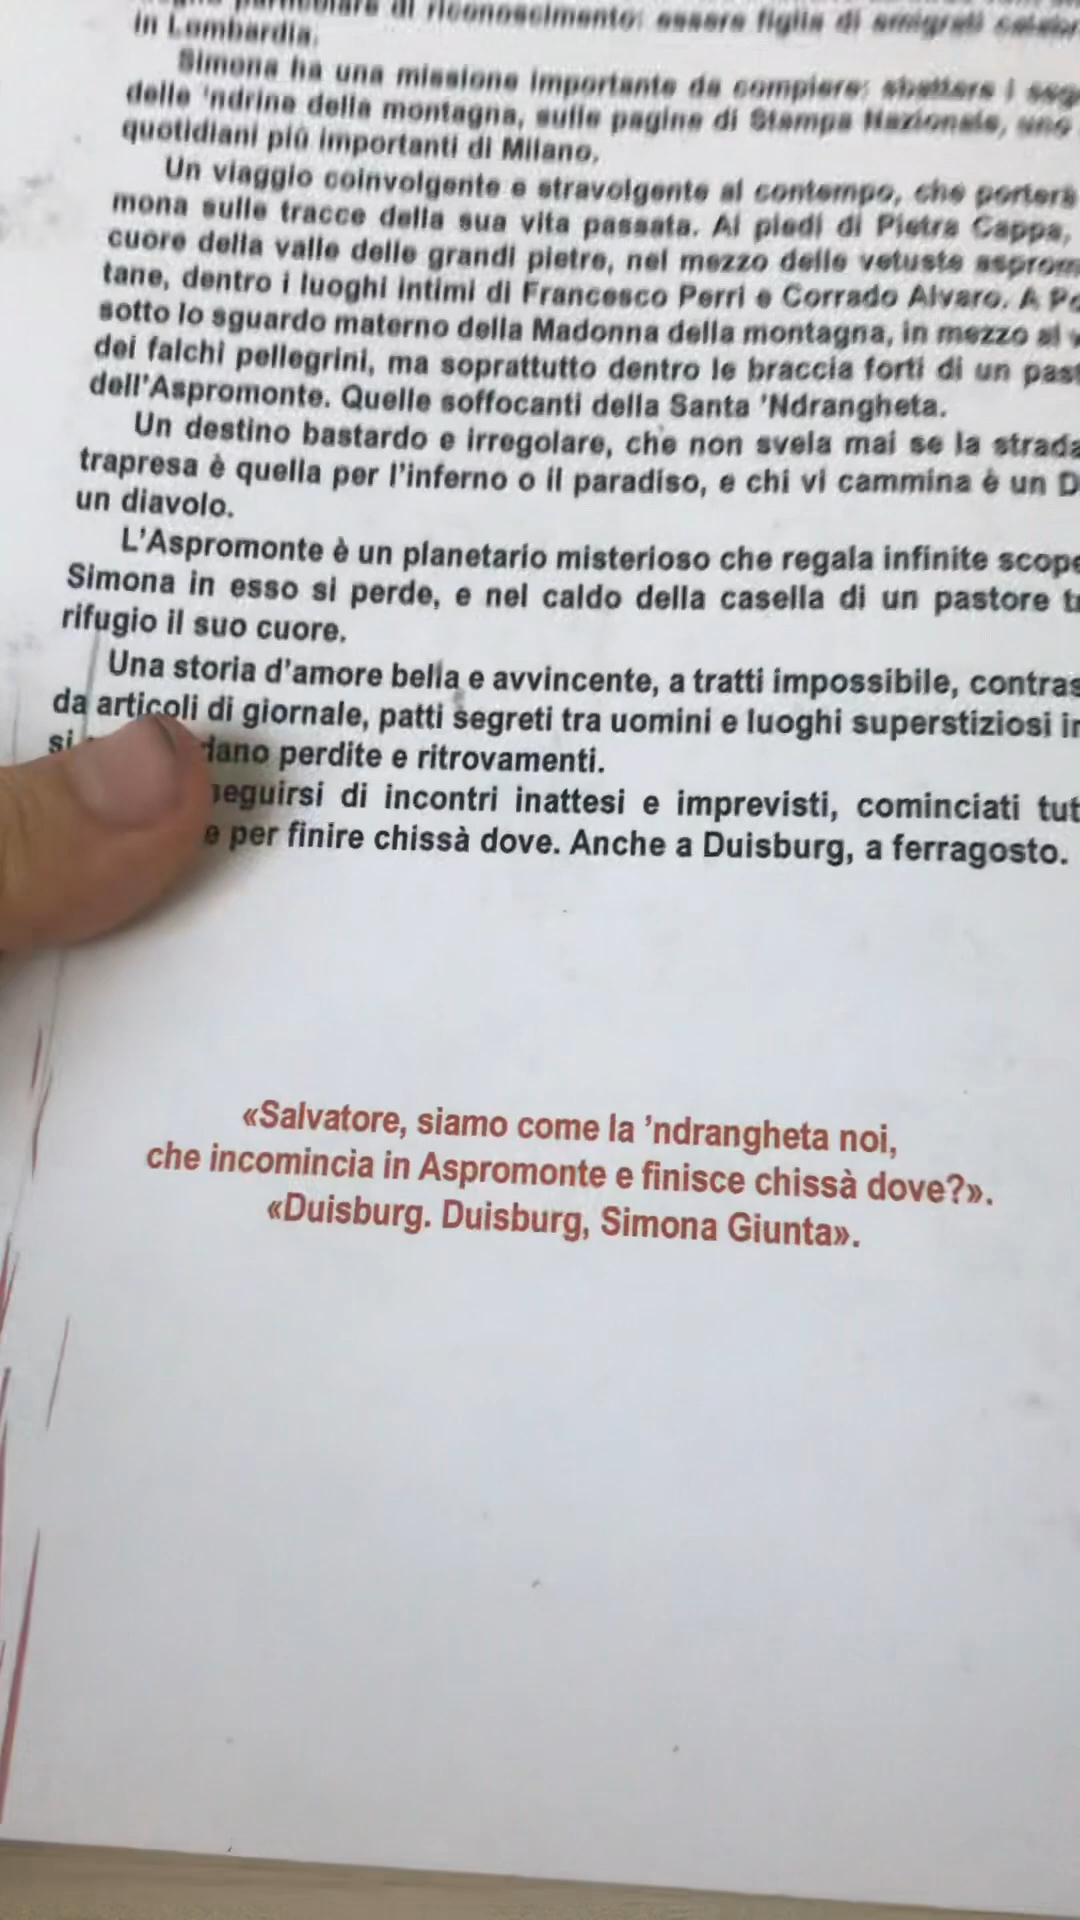 particolare di riconoscimento: essere figlia di emigrati
in Lombardia.
Simona ha una missione importante da compiere: sbattere i
delle 'ndrine della montagna, sulle pagine di Stampa Nazionale, uno
quotidiani più importanti di Milano.
Un viaggio coinvolgente e stravolgente al contempo, che porterà
mona sulle tracce della sua vita passata. Ai piedi di Pietra Cappa,
cuore della valle delle grandi pietre, nel mezzo delle vetuste asprom
tane, dentro i luoghi intimi di Francesco Perri e Corrado Alvaro. A Po
sotto lo sguardo materno della Madonna della montagna, in mezzo al v
dei falchi pellegrini, ma soprattutto dentro le braccia forti di un past
dell'Aspromonte. Quelle soffocanti della Santa 'Ndrangheta.
Un destino bastardo e irregolare, che non svela mai se la strada
trapresa è quella per l'inferno o il paradiso, e chi vi cammina è un D
un diavolo.
L'Aspromonte è un planetario misterioso che regala infinite scope
Simona in esso si perde, e nel caldo della casella di un pastore tr
rifugio il suo cuore.
Una storia d'amore bella e avvincente, a tratti impossibile, contras
da articoli di giornale, patti segreti tra uomini e luoghi superstiziosi in
si dano perdite e ritrovamenti.
seguirsi di incontri inattesi e imprevisti, cominciati tut
e per finire chissà dove. Anche a Duisburg, a ferragosto.
«Salvatore, siamo come la 'ndrangheta noi,
che incomincia in Aspromonte e finisce chissà dove?».
«Duisburg. Duisburg, Simona Giunta».